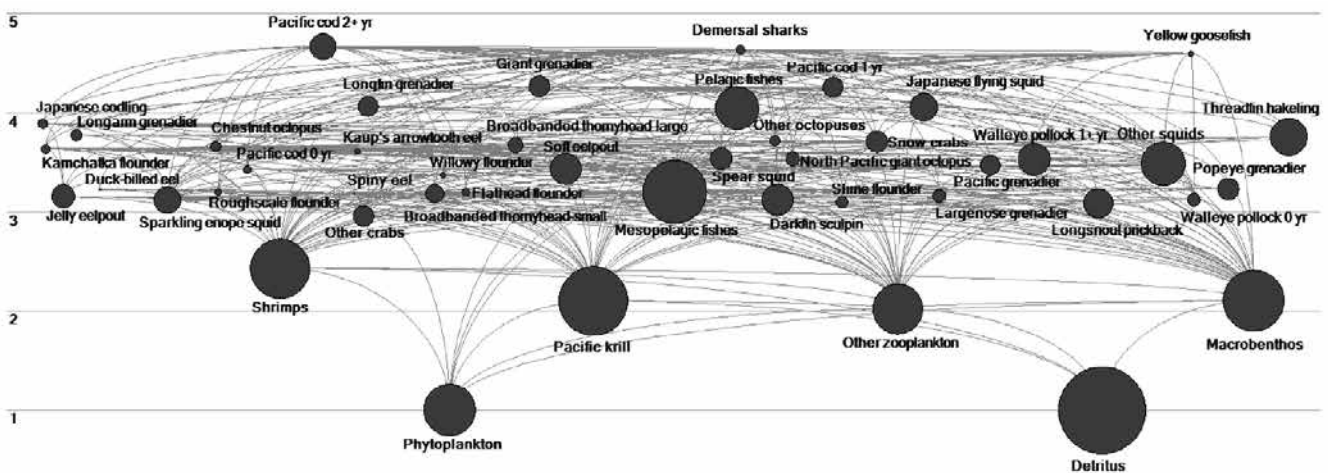 5
Pacific cod 2+ yr
Demersal sharks
Yellow goosefish
Giant grenadier
Longfin grenadier
Pelagic fishes
Pacific cod 1 yr
Japanese flying squid
Japanese codling
Threadfin hakeling
4
Longarm grenadier
Chestnut octopus
Kaup's arrowtooth eel
Broadbanded thornyhead-large
Other octopuses
Snow crabs
Walleye pollock 1+ yr
Other squids
Pacific cod 0 yr
Soft eelpout
Kamchatka flounder
Willowy flounder
North Pacific giant octopus
Popeye grenadier
Duck-billed eel
Spiny eel
Spear squid
Pacific grenadier
Flathead flounder
Slime flounder
Roughscale flounder
Jelly eelpout
Sparkling enope squid
Broadbanded thornyhead-small
Largenose grenadier
Walleye pollock 0 yr
3
Other crabs
Mesopelagic fishes
Darkfin sculpin
Longsnout prickback
Shrimps
2
Pacific krill
Other zooplankton
Macrobenthos
1
Phytoplankton
Detritus